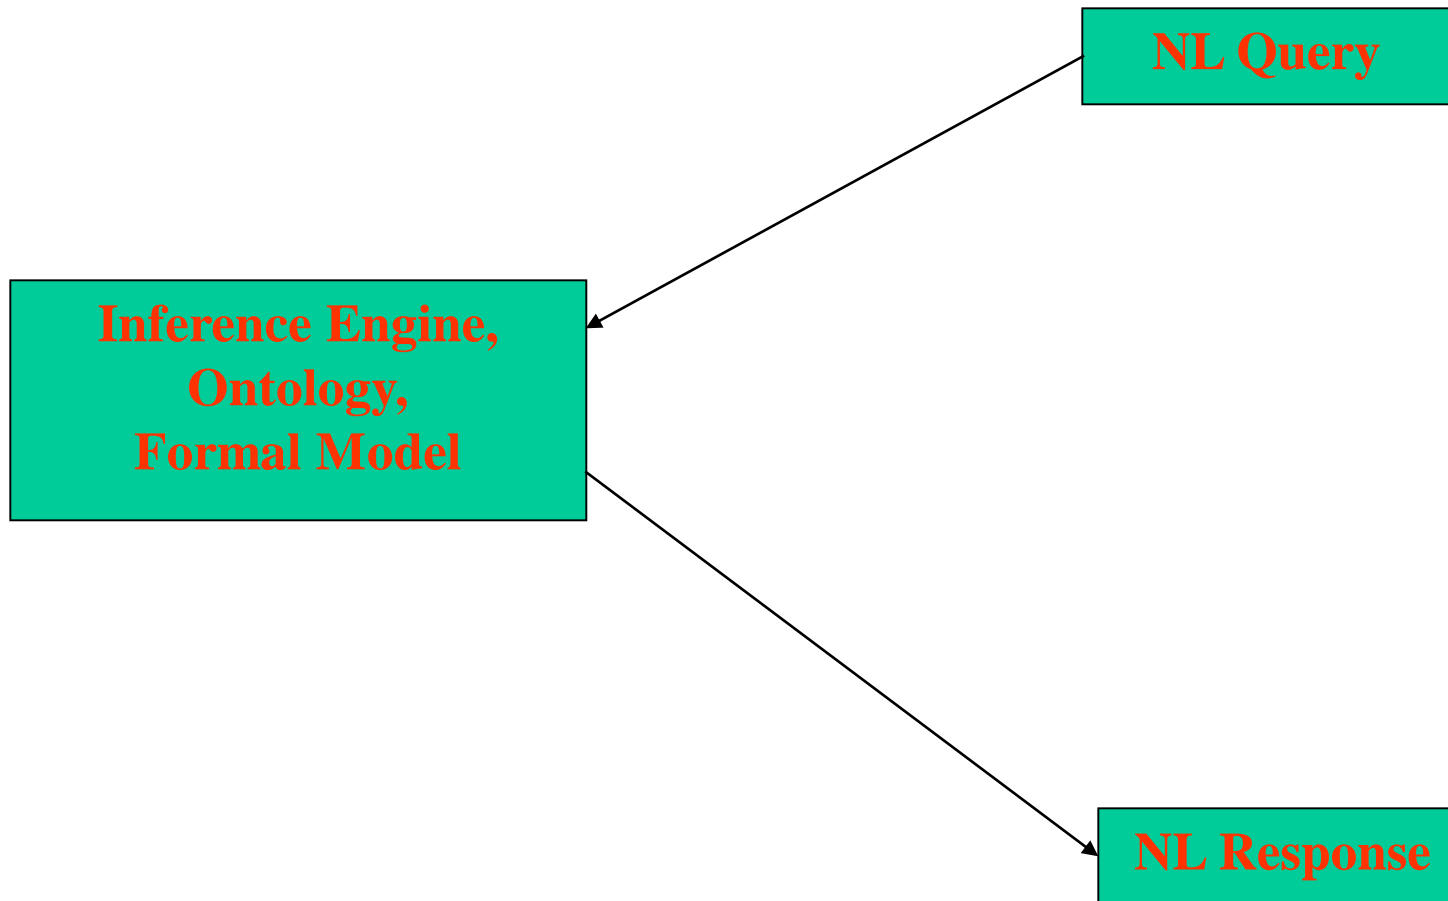 NL Query
Inference Engine,
Ontology,
Formal Model
NL Response